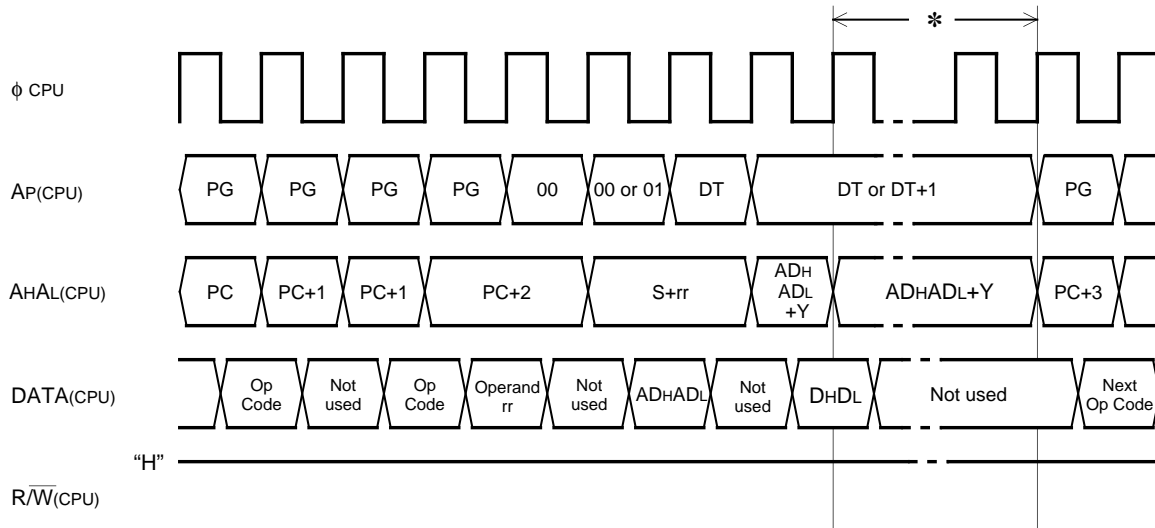 *
ϕ CPU
AP(CPU) PG PG PG PG 00 00 or 01 DT DT or DT+1 PG
AHAL(CPU) PC PC+1 PC+1 PC+2 S+rr ADH ADL +Y ADHADL+Y PC+3
DATA(CPU) Op Code Not used Op Code Operand rr Not used ADHADL Not used DHDL Not used Next Op Code
“H”
R/W(CPU)